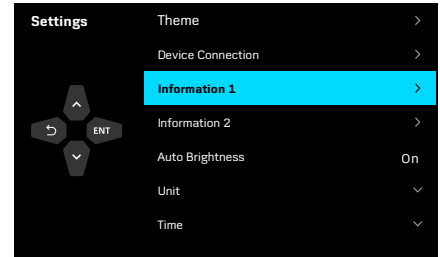 Settings
Theme
Device Connection
Information 1
Information 2
Auto Brightness On
Unit
Time
ENT